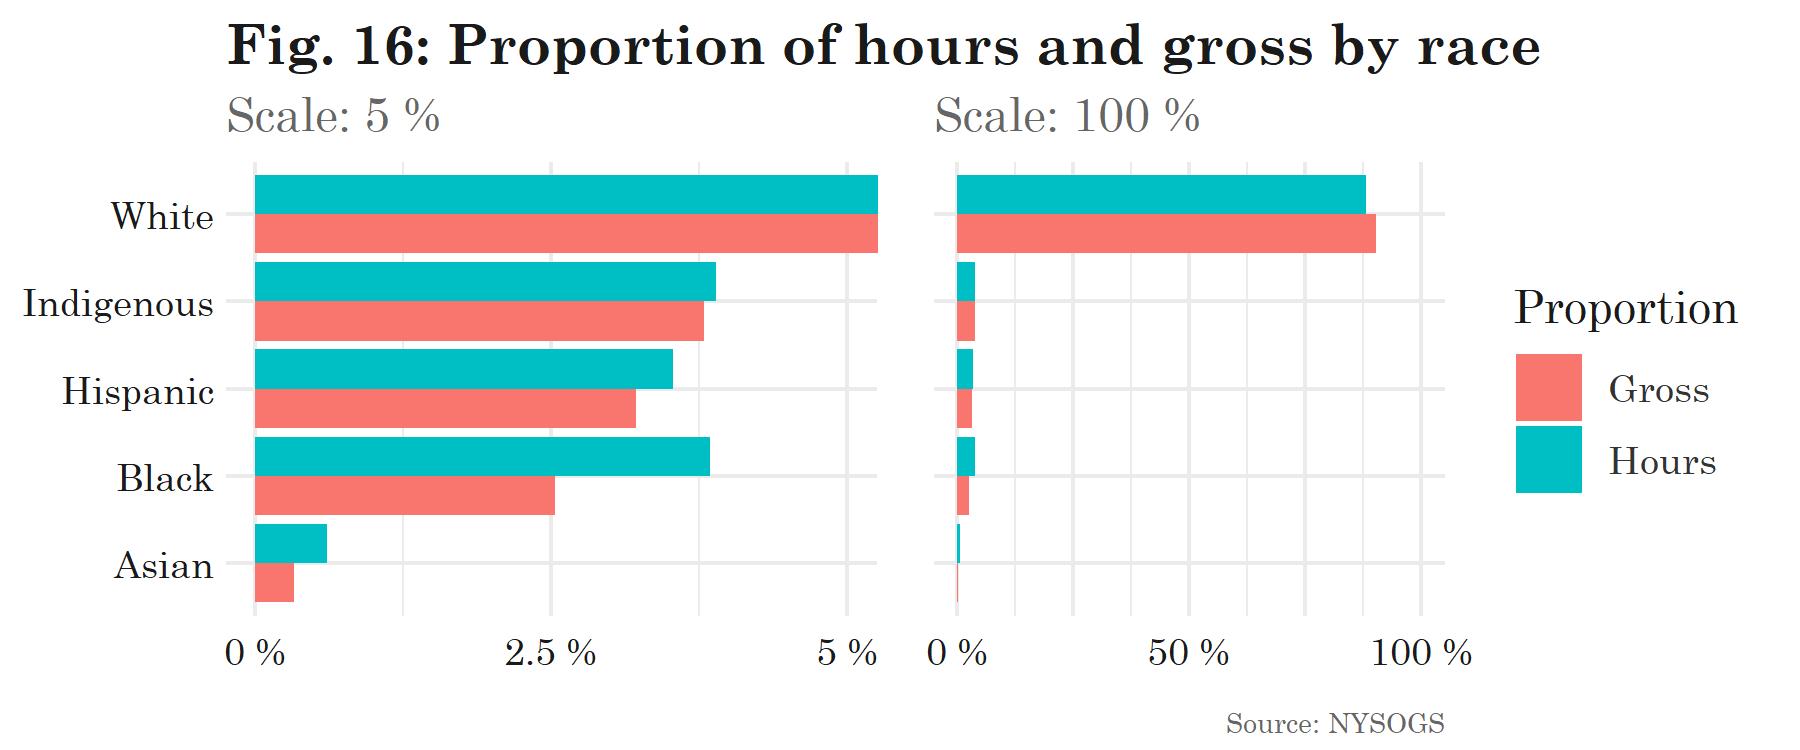 Fig. 16: Proportion of hours and gross by race
Scale: 5 %
Scale: 100 %
White
Indigenous
Hispanic
Black
Asian
0 %
2.5 %
5 %
0 %
50 %
100 %
Proportion
Gross
Hours
Source: NYSOGS